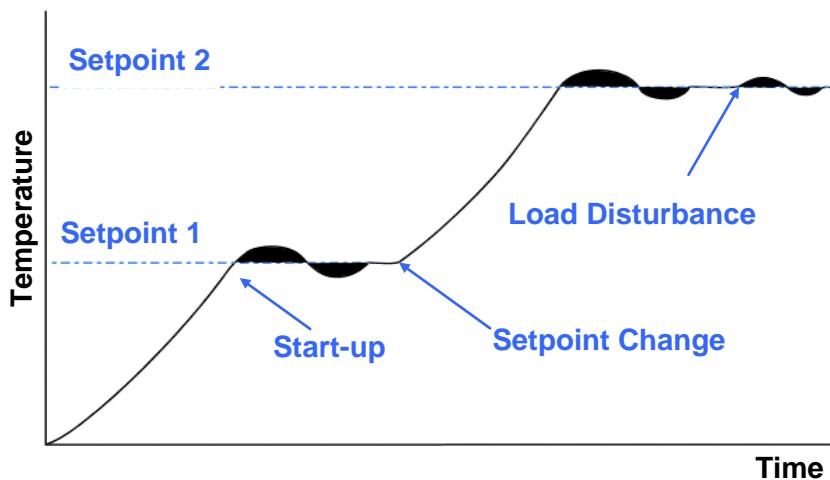 Setpoint 2
Load Disturbance
Setpoint 1
Temperature
Start-up
Setpoint Change
Time